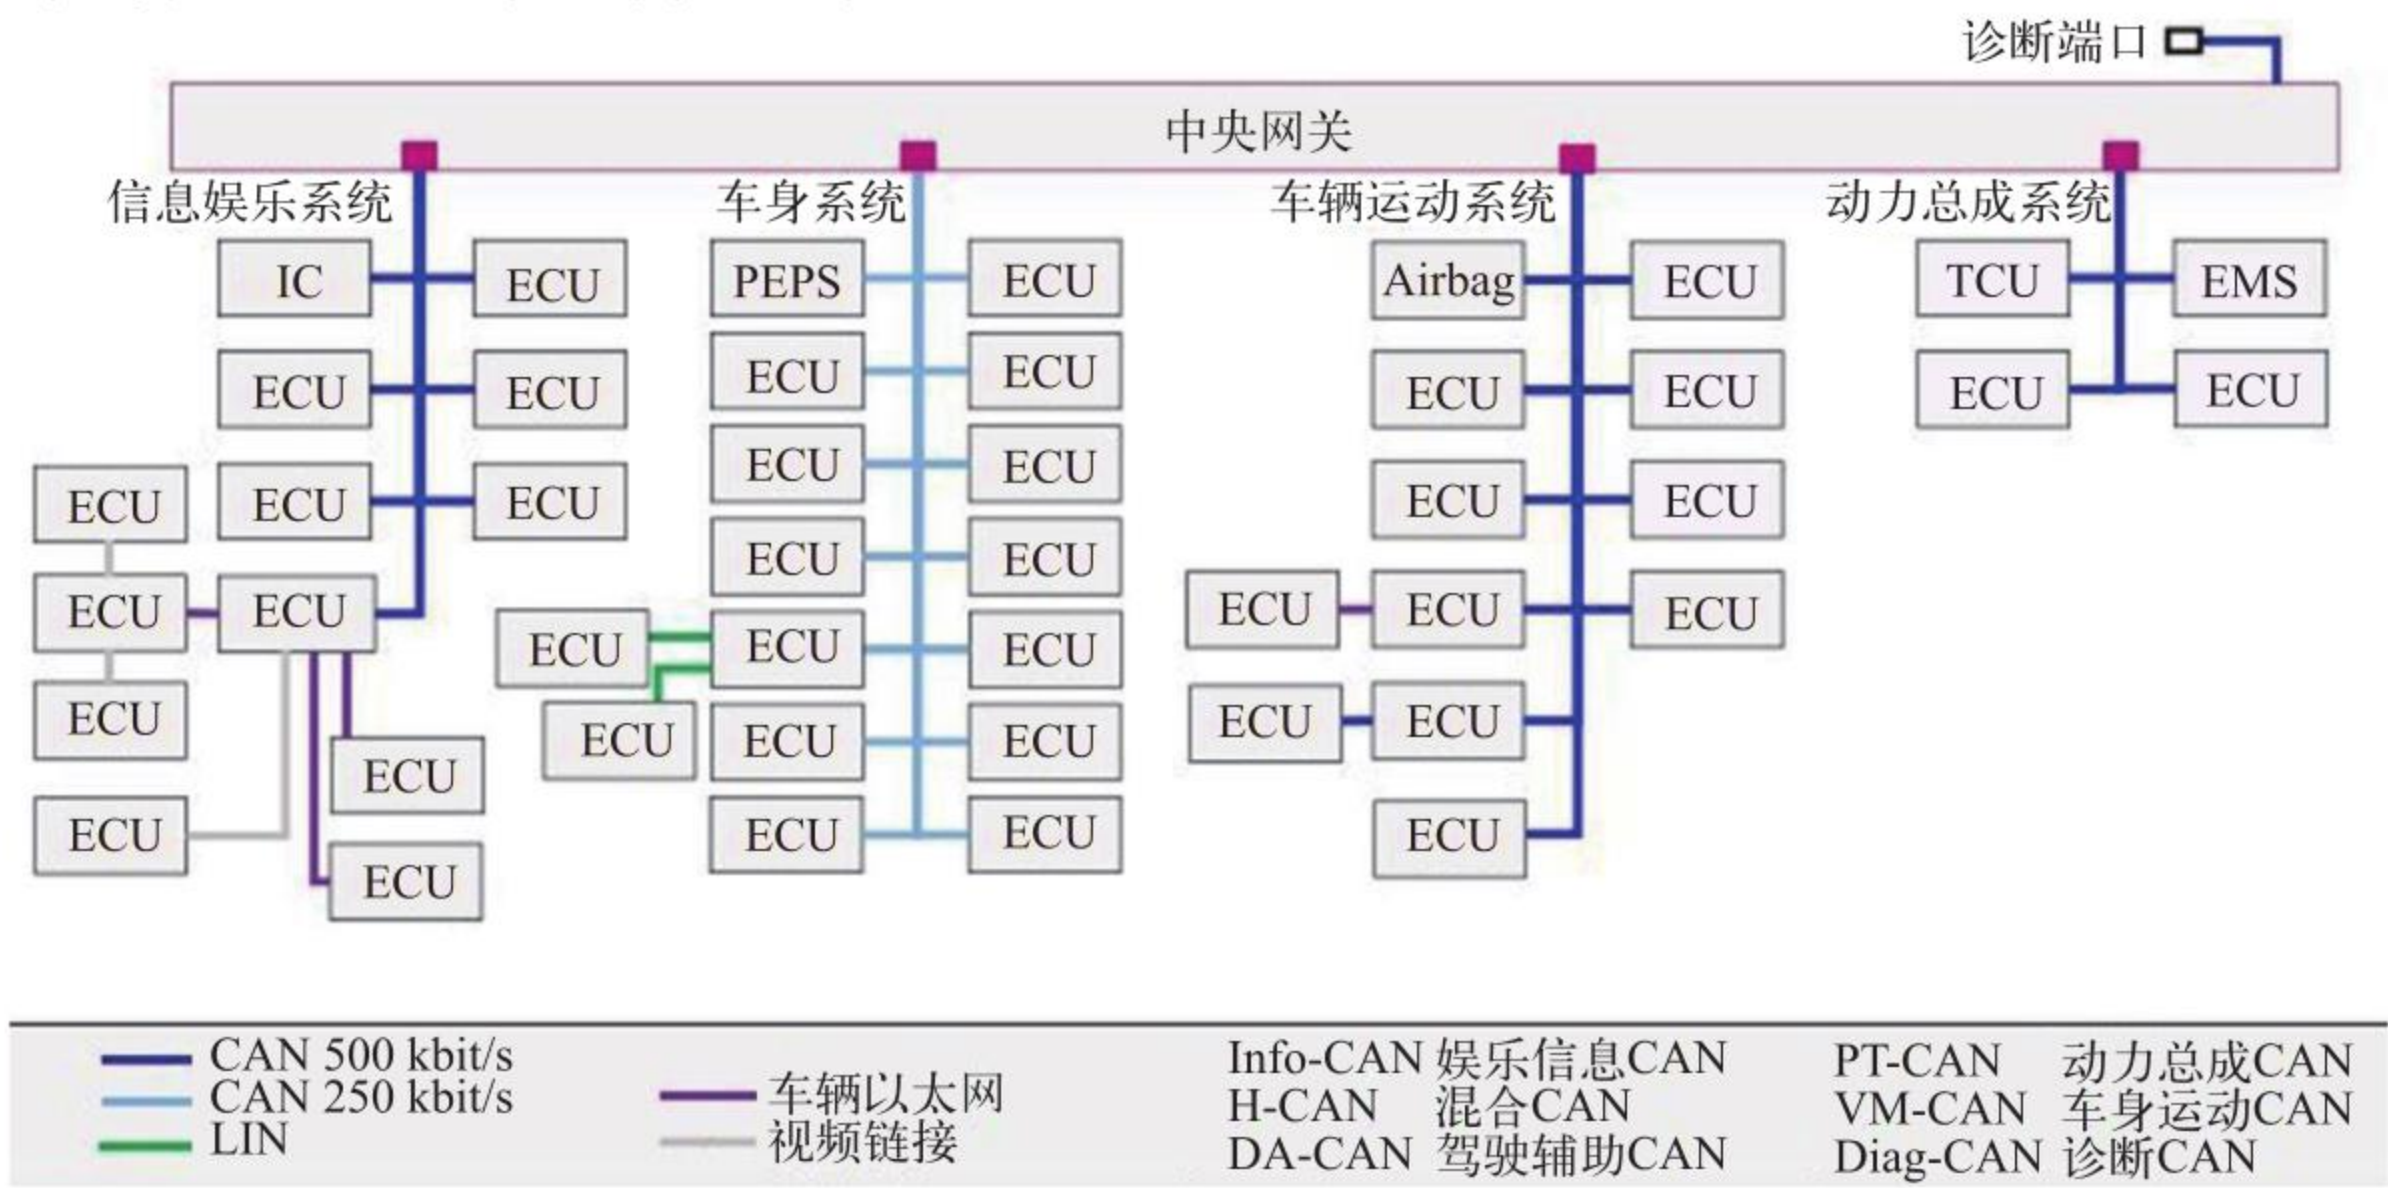 诊断端口
中央网关
信息娱乐系统 车身系统 车辆运动系统 动力总成系统
IC ECU PEPS ECU Airbag ECU TCU EMS
ECU ECU
ECU ECU ECU ECU ECU ECU
ECU ECU
ECU ECU ECU ECU ECU
ECU ECU
ECU ECU
ECU ECU ECU ECU ECU
ECU ECU ECU
ECU ECU ECU ECU ECU
ECU ECU
ECU
ECU ECU ECU ECU
ECU
CAN 500 kbit/s
CAN 250 kbit/s
LIN
车辆以太网
视频链接
Info-CAN 娱乐信息CAN
H-CAN 混合CAN
DA-CAN 驾驶辅助CAN
PT-CAN 动力总成CAN
VM-CAN 车身运动CAN
Diag-CAN 诊断CAN